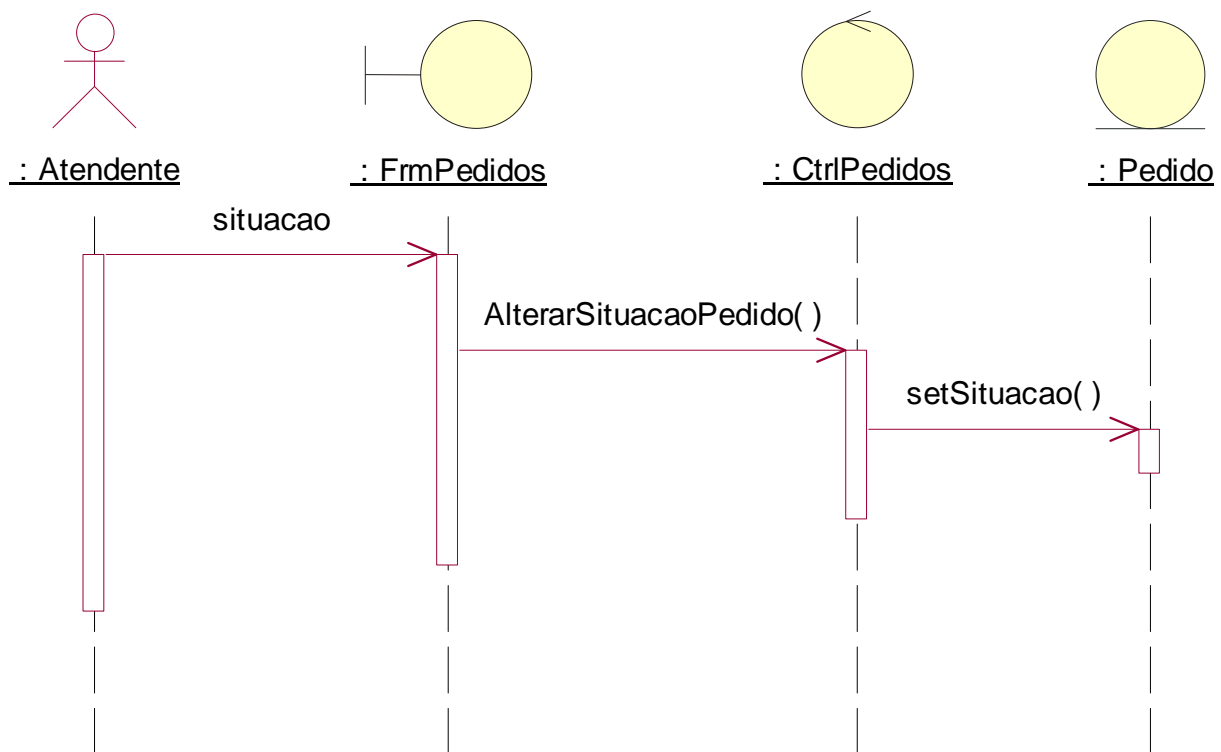 : Atendente
: FrmPedidos
: CtrlPedidos
: Pedido
situacao
AlterarSituacaoPedido( )
setSituacao( )